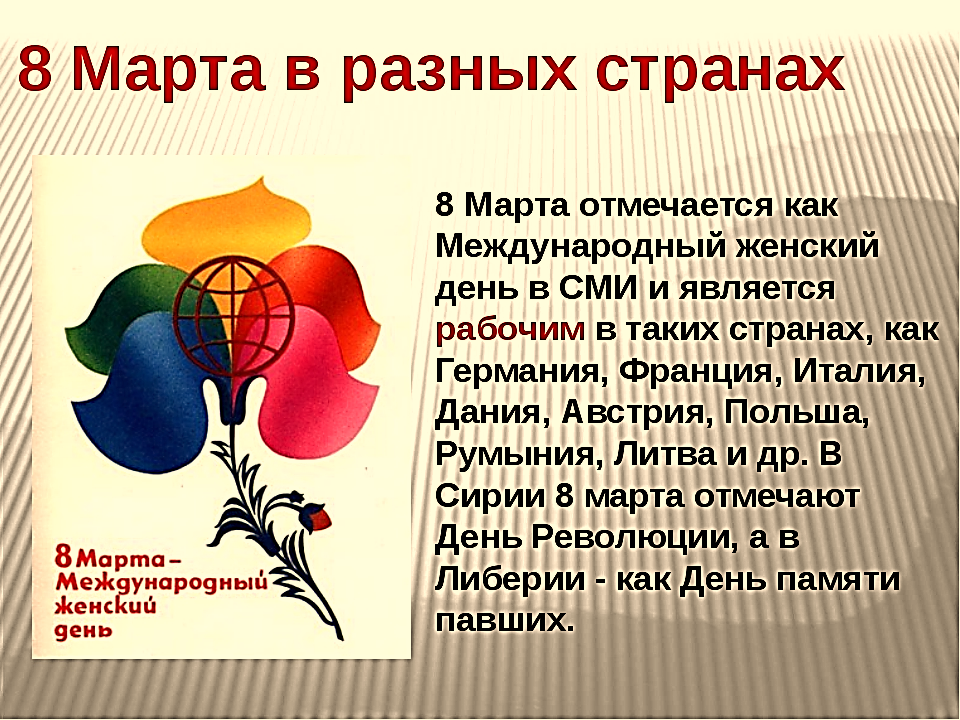 8 Марта в разных странах
8 Марта отмечается как
Международный женский
день в СМИ и является
рабочим в таких странах, как
Германия, Франция, Италия,
Дания, Австрия, Польша,
Румыния, Литва и др. В
Сирии 8 марта отмечают
День Революции, а в
Либерии - как День памяти
павших.
8 Марта –
Международный
женский
день